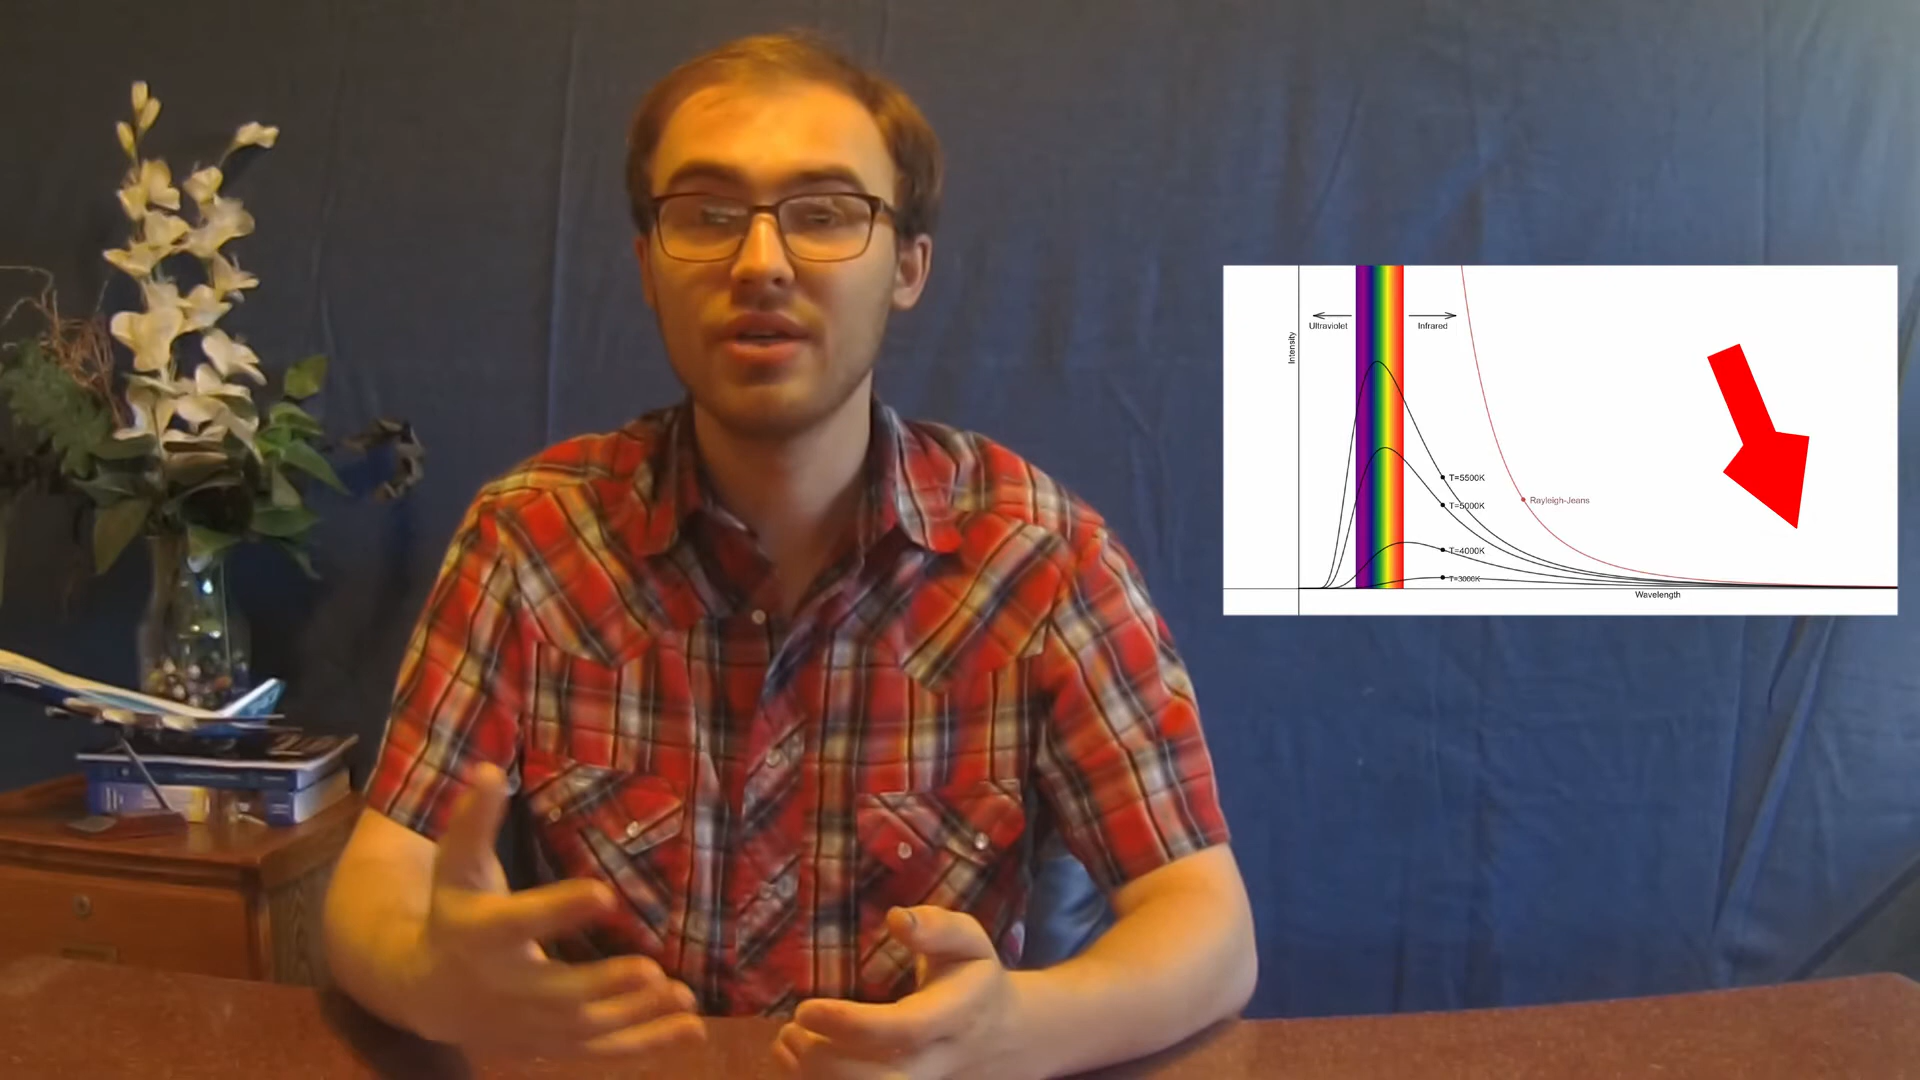 Ultraviolet
Infrared
Intensity
T=5500K
Rayleigh-Jeans
T=5000K
T=4000K
T=3000K
Wavelength